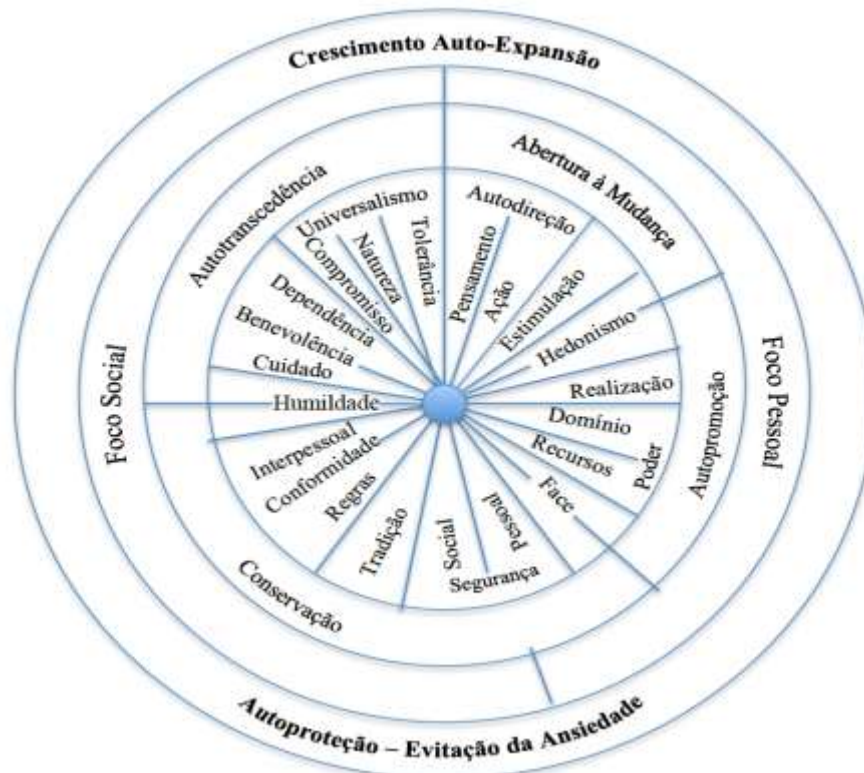 Crescimento Auto-Expansão
Abertura à Mudança
Autotranscedência
Universalismo
Natureza
Compromisso
Tolerância
Autodireção
Pensamento
Ação
Estimulação
Hedonismo
Dependência
Benevolência
Cuidado
Humildade
Realização
Domínio
Recursos
Poder
Face
Autopromoção
Foco Social
Foco Pessoal
Interpessoal
Conformidade
Regras
Tradição
Social
Pessoal
Segurança
Conservação
Autoproteção – Evitação da Ansiedade